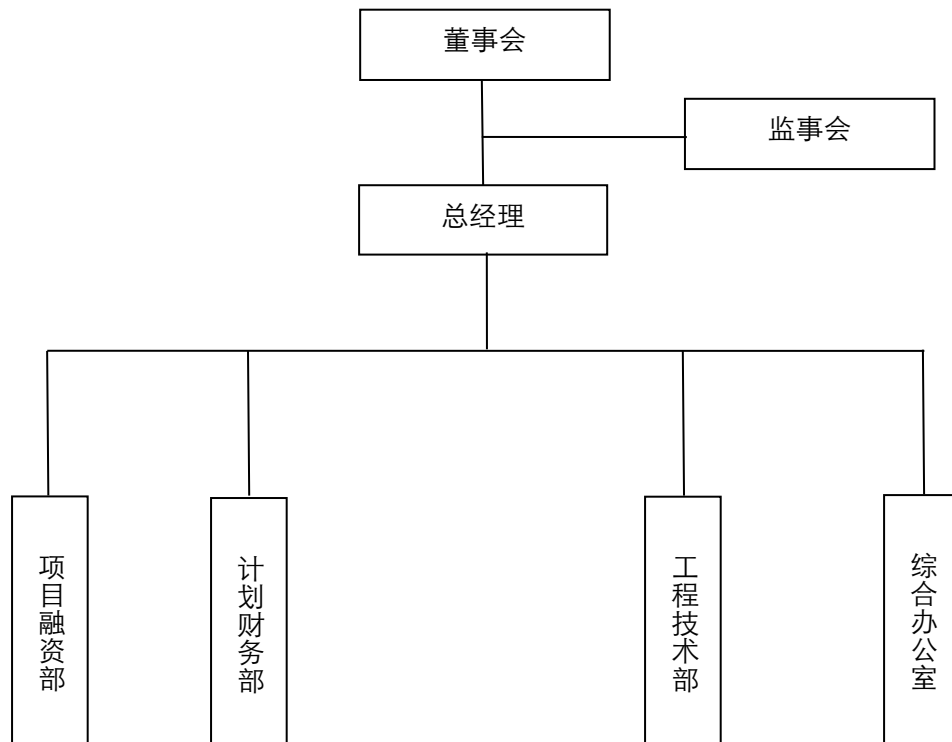 董事会
监事会
总经理
项目融资部
计划财务部
工程技术部
综合办公室